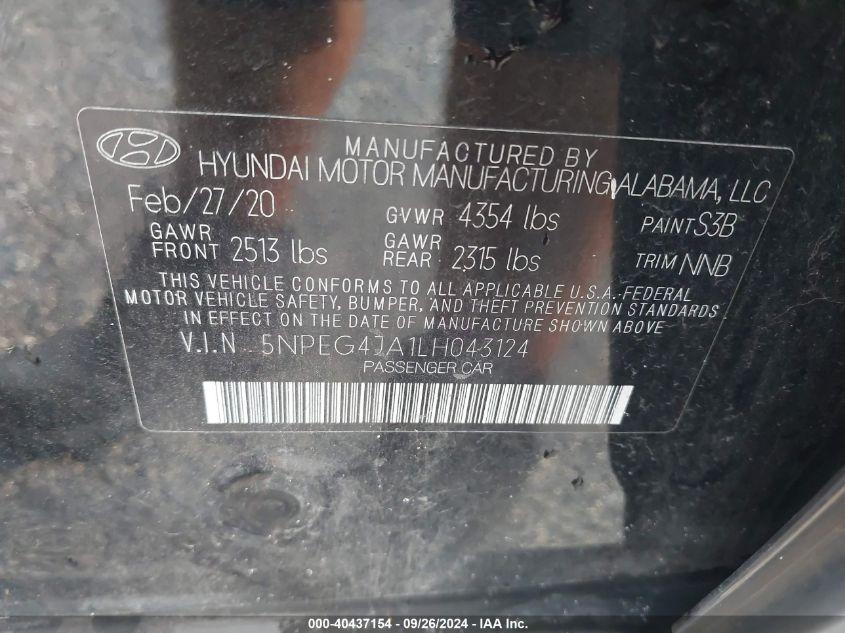 MANUFACTURED BY
HYUNDAI MOTOR MANUFACTURING ALABAMA, LLC
Feb/27/20 GVWR 4354 lbs PAINT S3B
GAWR FRONT 2513 lbs GAWR REAR 2315 lbs TRIM NNB
THIS VEHICLE CONFORMS TO ALL APPLICABLE U.S.A. FEDERAL
MOTOR VEHICLE SAFETY, BUMPER, AND THEFT PREVENTION STANDARDS
IN EFFECT ON THE DATE OF MANUFACTURE SHOWN ABOVE
V.I.N 5NPEG4JA1LH043124
PASSENGER CAR
000-40437154 - 09/26/2024 - IAA Inc.